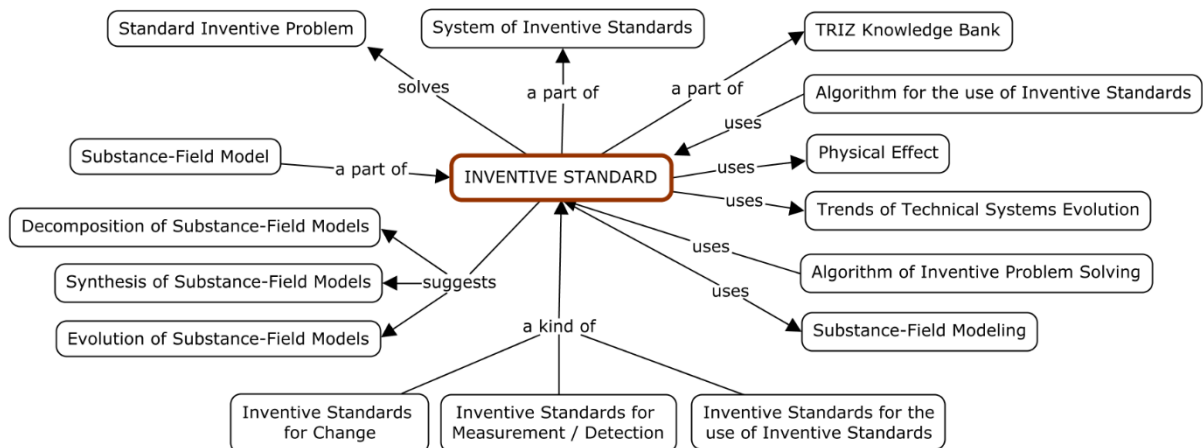 Standard Inventive Problem
System of Inventive Standards
TRIZ Knowledge Bank
solves
a part of
a part of
Algorithm for the use of Inventive Standards
uses
Substance-Field Model
a part of
INVENTIVE STANDARD
uses
Physical Effect
uses
Trends of Technical Systems Evolution
Decomposition of Substance-Field Models
uses
Algorithm of Inventive Problem Solving
Synthesis of Substance-Field Models
suggests
uses
Substance-Field Modeling
Evolution of Substance-Field Models
a kind of
Inventive Standards
for Change
Inventive Standards for
Measurement / Detection
Inventive Standards for the
use of Inventive Standards